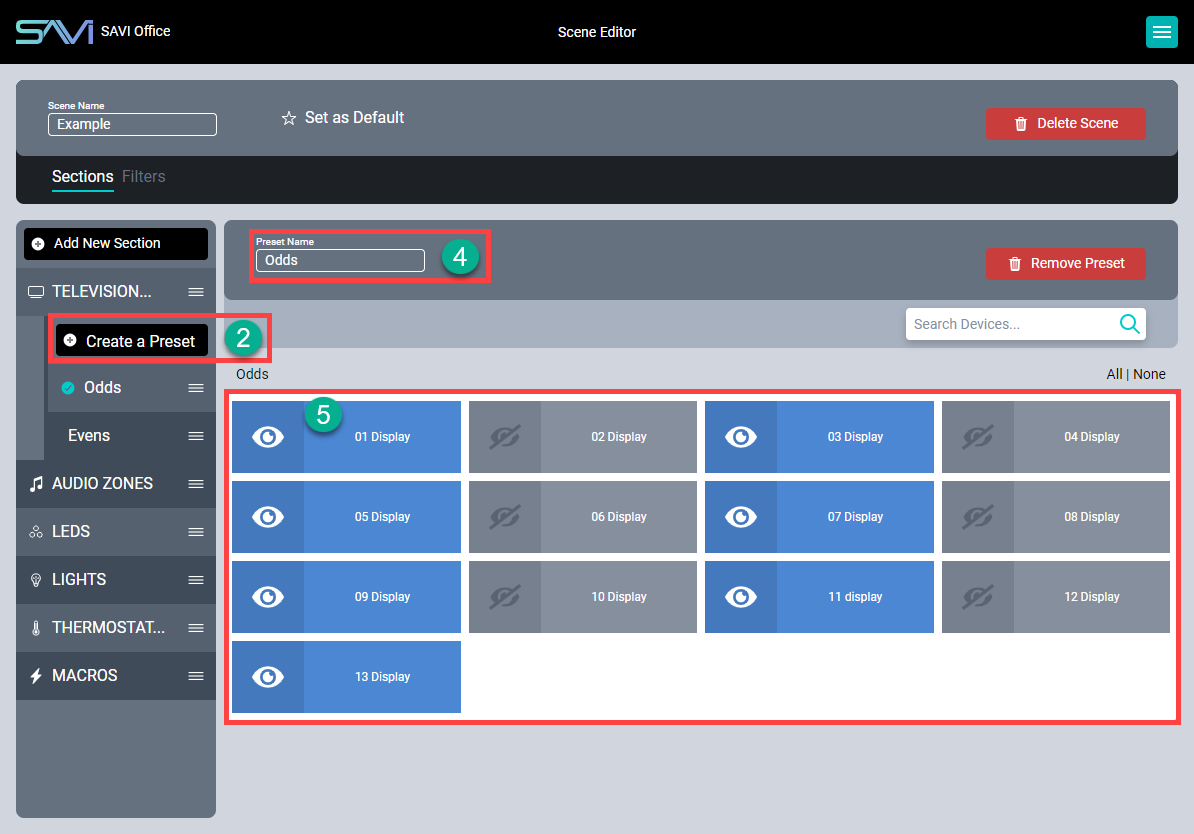 SAVI SAVI Office
Scene Editor
Scene Name
Example
Set as Default
Delete Scene
Sections Filters
Add New Section
TELEVISION...
Create a Preset
2
Odds
Evens
AUDIO ZONES
LEDS
LIGHTS
THERMOSTAT...
MACROS
Preset Name
Odds
4
Remove Preset
Search Devices...
Odds
All | None
5
01 Display 02 Display 03 Display 04 Display
05 Display 06 Display 07 Display 08 Display
09 Display 10 Display 11 display 12 Display
13 Display